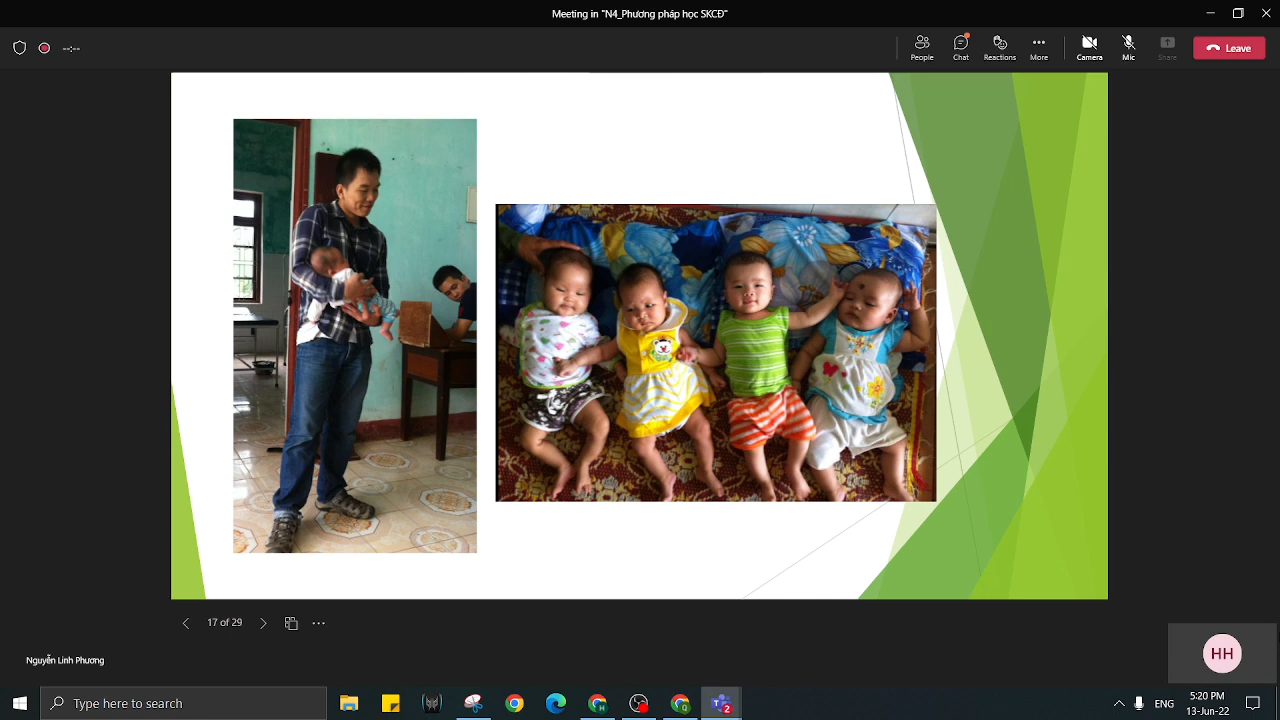 Meeting in "N4_Phương pháp học SKCĐ"
--:--
People
Chat
Reactions
More
Camera
Mic
Share
Leave
17 of 29
Nguyễn Linh Phương
HH
Type here to search
H
Q
2
ENG
5:20 PM
13-Jun-22